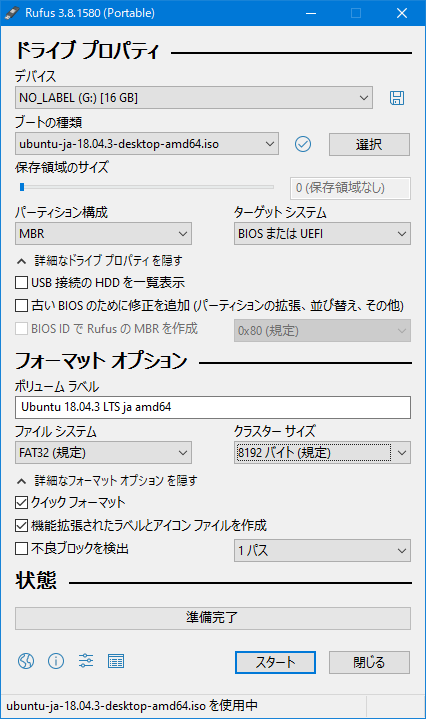 Rufus 3.8.1580 (Portable)
ドライブ プロパティ
デバイス
NO_LABEL (G:) [16 GB]
ブートの種類
ubuntu-ja-18.04.3-desktop-amd64.iso
選択
保存領域のサイズ
0 (保存領域なし)
パーティション構成
ターゲット システム
MBR
BIOS または UEFI
詳細なドライブ プロパティを隠す
USB 接続の HDD を一覧表示
古い BIOS のために修正を追加 (パーティションの拡張、並び替え、その他)
BIOS ID で Rufus の MBR を作成
0x80 (規定)
フォーマット オプション
ボリューム ラベル
Ubuntu 18.04.3 LTS ja amd64
ファイル システム
クラスター サイズ
FAT32 (規定)
8192 バイト (規定)
詳細なフォーマット オプション を隠す
クイック フォーマット
機能拡張されたラベルとアイコン ファイルを作成
不良ブロックを検出
1 パス
状態
準備完了
スタート
閉じる
ubuntu-ja-18.04.3-desktop-amd64.iso を使用中